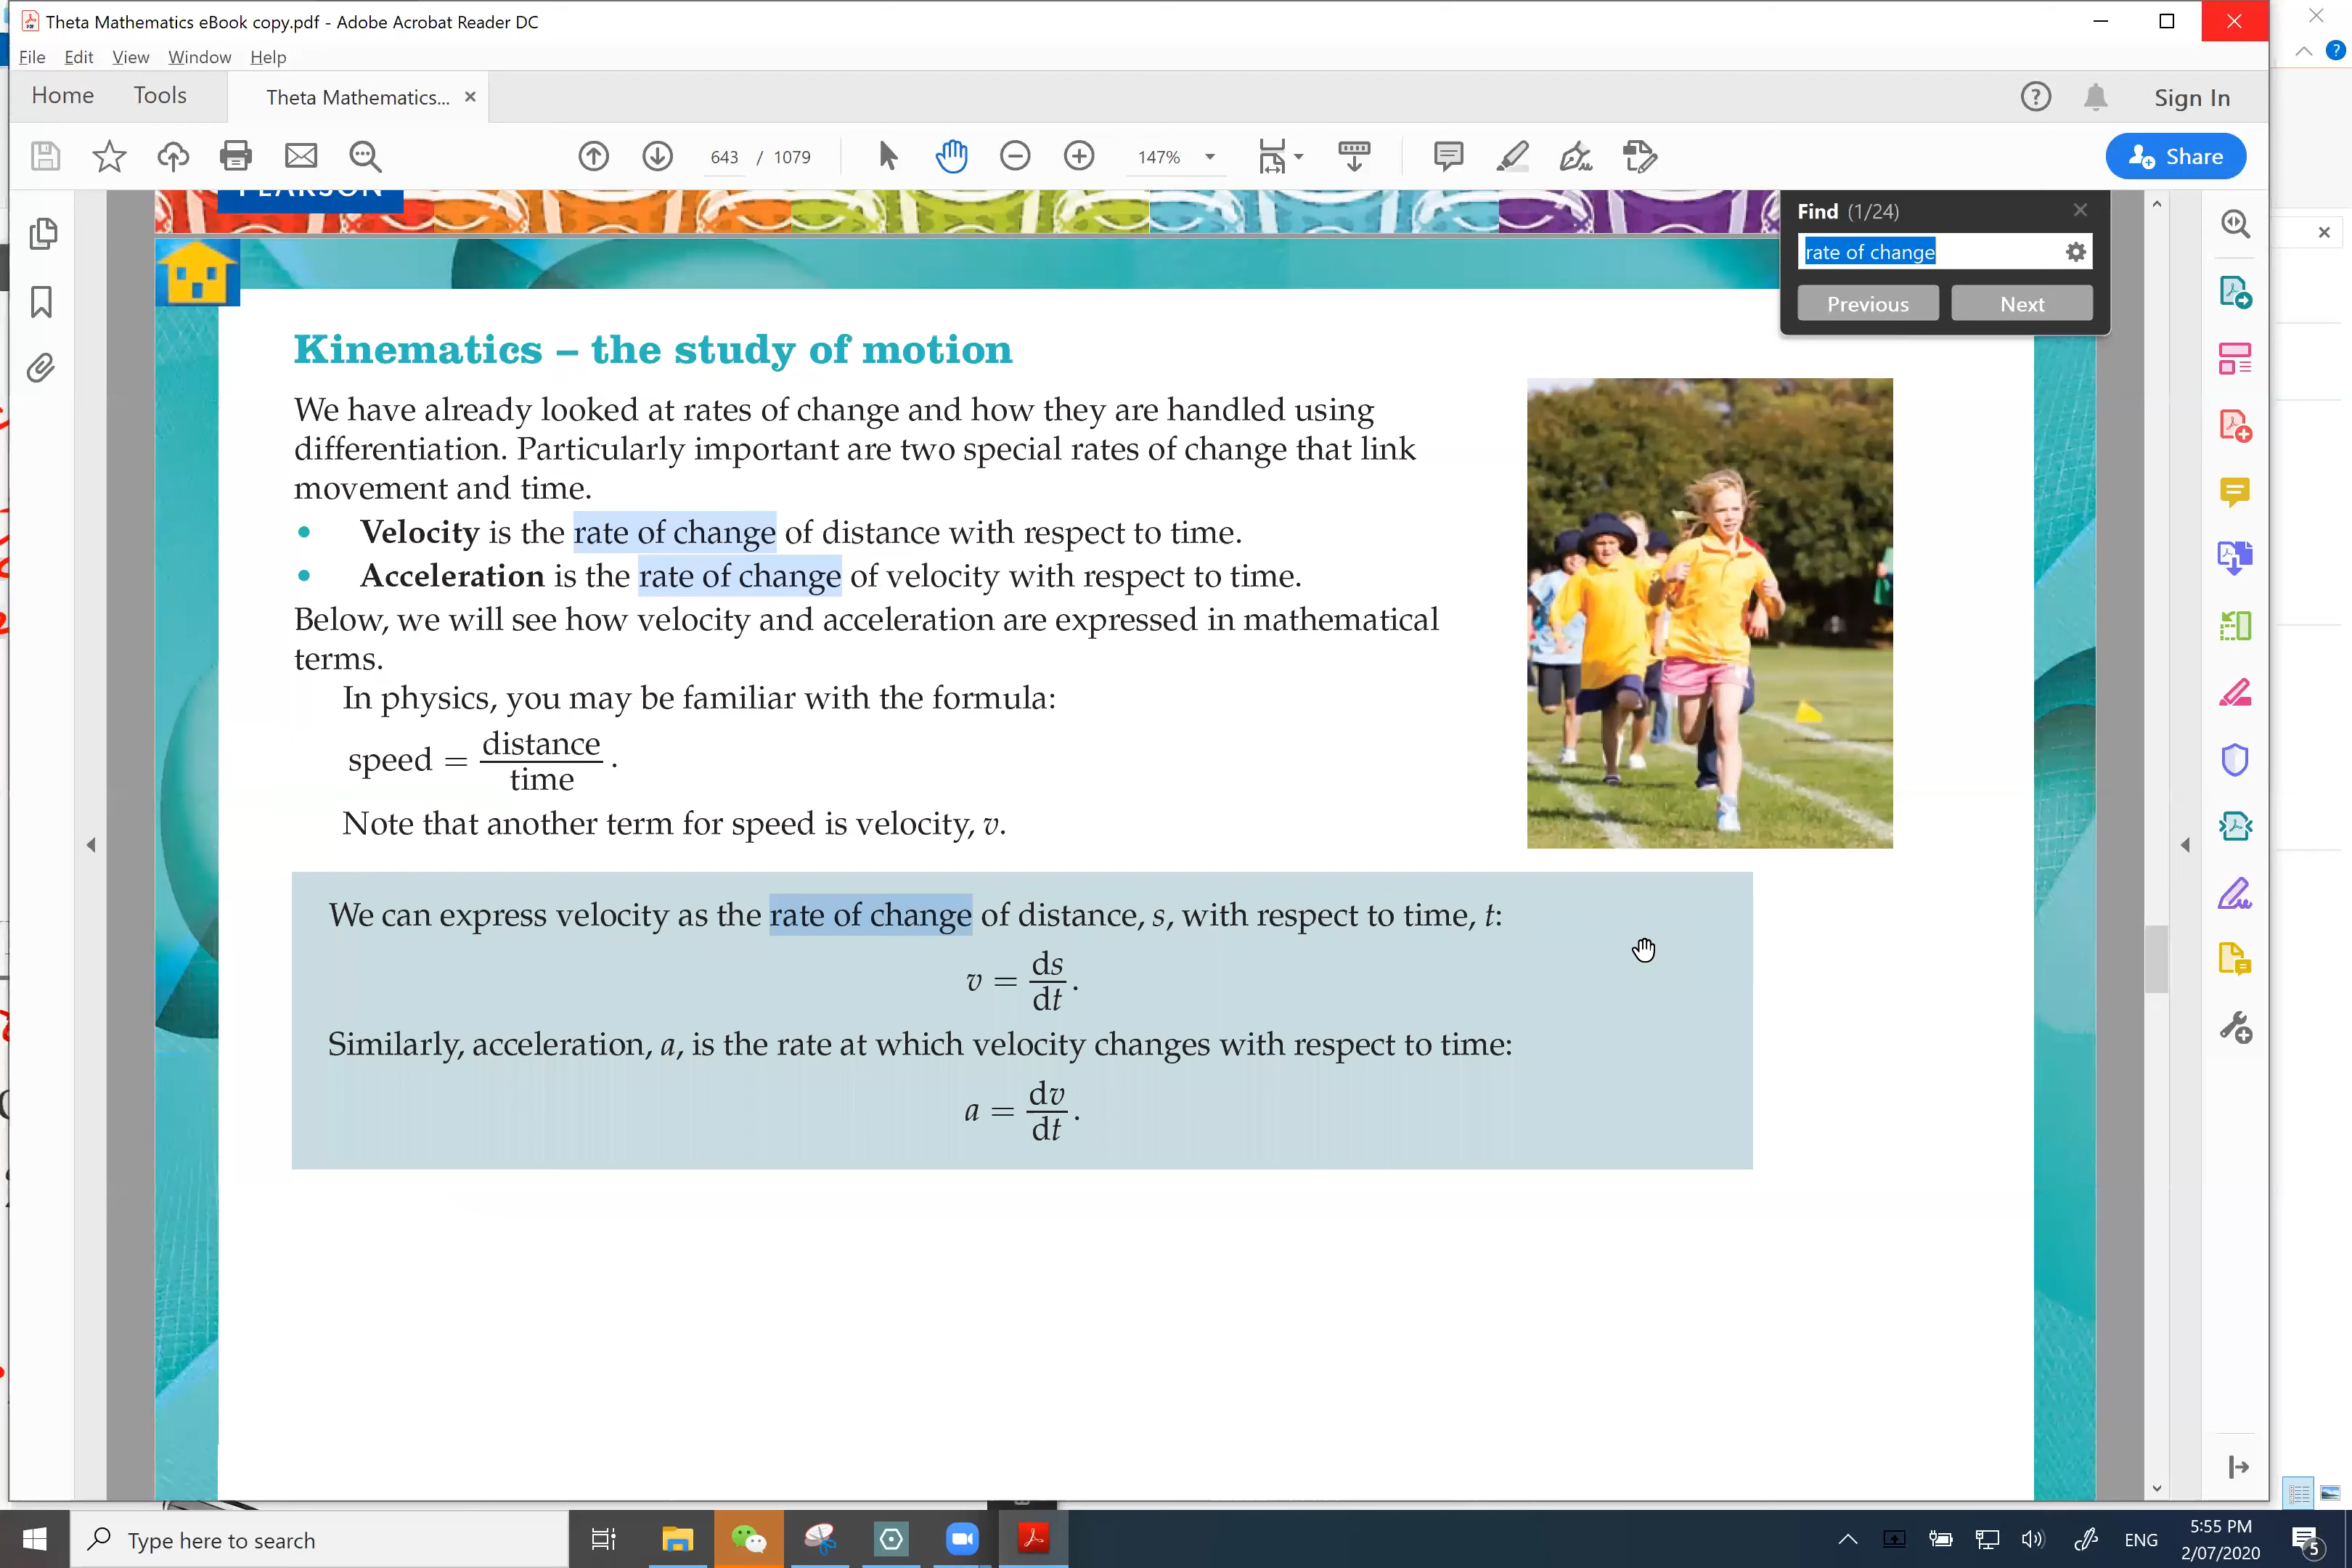 Theta Mathematics eBook copy.pdf - Adobe Acrobat Reader DC
File Edit View Window Help
Home Tools Theta Mathematics... Sign In
643 / 1079 147% Share
PEARSON
Find (1/24)
rate of change
Previous Next
Kinematics – the study of motion
We have already looked at rates of change and how they are handled using
differentiation. Particularly important are two special rates of change that link
movement and time.
• Velocity is the rate of change of distance with respect to time.
• Acceleration is the rate of change of velocity with respect to time.
Below, we will see how velocity and acceleration are expressed in mathematical
terms.
In physics, you may be familiar with the formula:
speed = distance/time.
Note that another term for speed is velocity, v.
We can express velocity as the rate of change of distance, s, with respect to time, t:
v = ds/dt.
Similarly, acceleration, a, is the rate at which velocity changes with respect to time:
a = dv/dt.
Type here to search
ENG
5:55 PM
2/07/2020
5